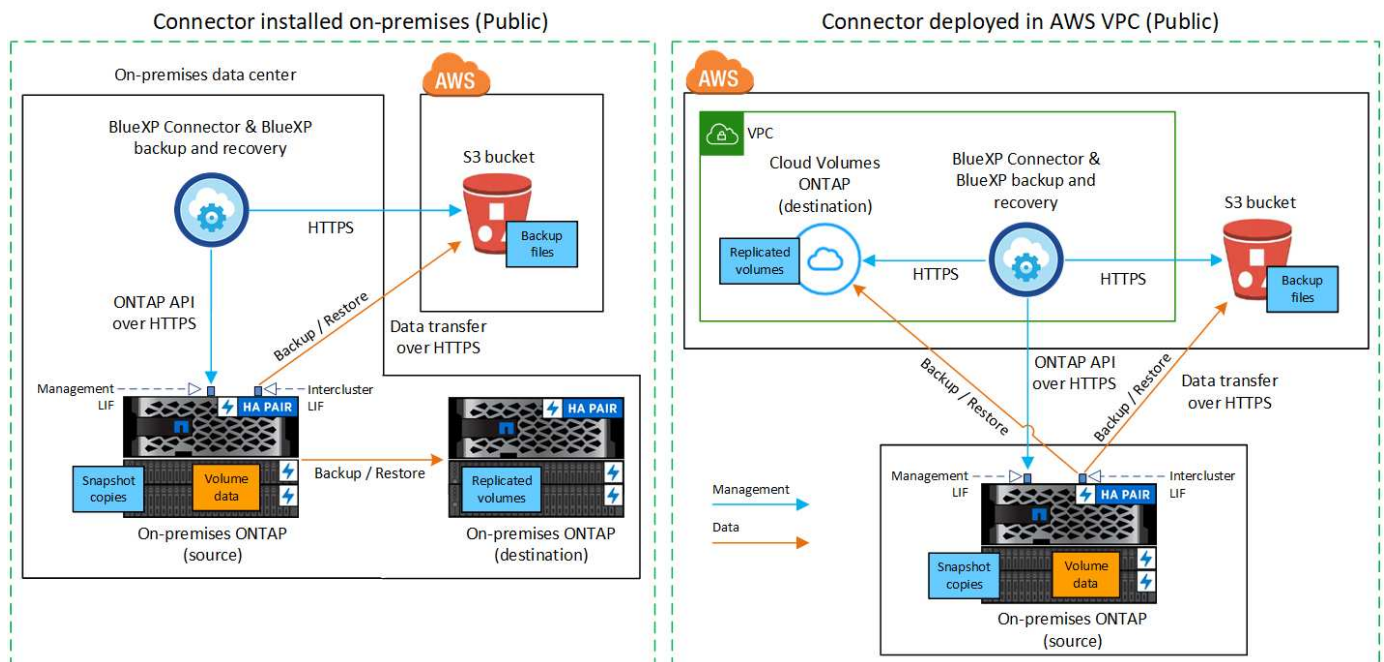 Connector installed on-premises (Public)
On-premises data center
AWS
BlueXP Connector & BlueXP
backup and recovery
S3 bucket
HTTPS
Backup
files
ONTAP API
over HTTPS
Backup / Restore
Data transfer
over HTTPS
Management
LIF
Intercluster
LIF
HA PAIR
HA PAIR
Snapshot
copies
Volume
data
Backup / Restore
Replicated
volumes
On-premises ONTAP
(source)
On-premises ONTAP
(destination)
Connector deployed in AWS VPC (Public)
AWS
VPC
Cloud Volumes
ONTAP
(destination)
BlueXP Connector &
BlueXP backup and
recovery
S3 bucket
Replicated
volumes
HTTPS
HTTPS
Backup
files
ONTAP API
over HTTPS
Backup / Restore
Backup / Restore
Data transfer
over HTTPS
Management
LIF
Intercluster
LIF
HA PAIR
Management
Data
Snapshot
copies
Volume
data
On-premises ONTAP
(source)